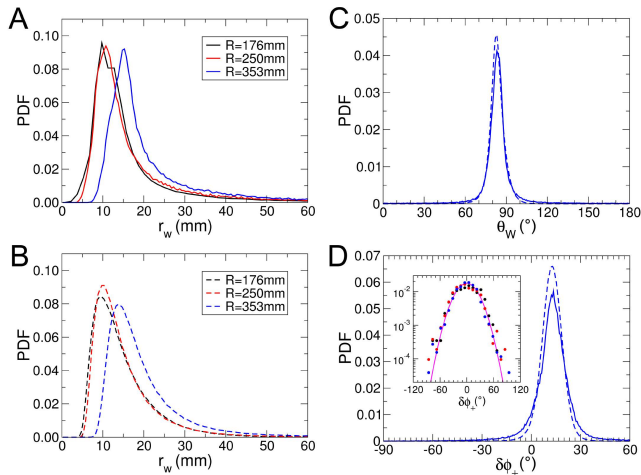 A
0.10
0.08
0.06
0.04
0.02
0.00
PDF
R=176mm
R=250mm
R=353mm
0 10 20 30 40 50 60
r_w (mm)
B
0.10
0.08
0.06
0.04
0.02
0.00
PDF
R=176mm
R=250mm
R=353mm
0 10 20 30 40 50 60
r_w (mm)
C
0.05
0.04
0.03
0.02
0.01
0
PDF
0 30 60 90 120 150 180
θ_W (°)
D
0.07
0.06
0.05
0.04
0.03
0.02
0.01
0
PDF
10⁻²
10⁻³
10⁻⁴
-120 -60 0 60 120
δϕ_+(°)
-90 -60 -30 0 30 60
δϕ_+ (°)